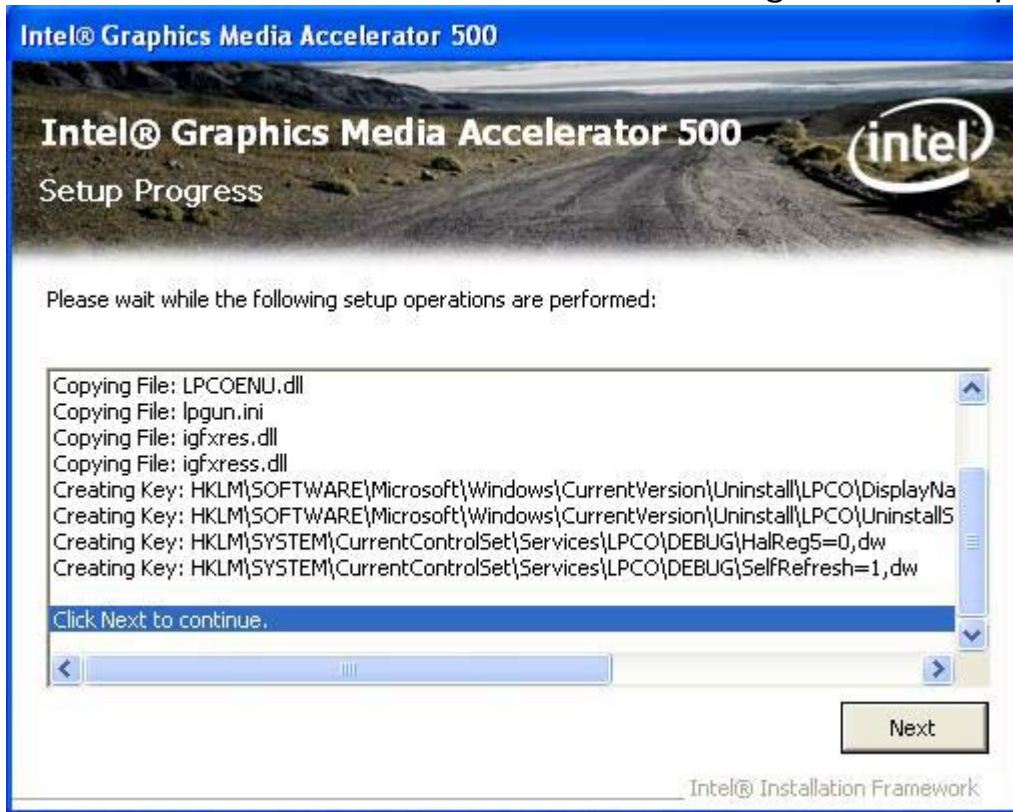 Intel® Graphics Media Accelerator 500
Intel® Graphics Media Accelerator 500
intel
Setup Progress
Please wait while the following setup operations are performed:
Copying File: LPCOENU.dll
Copying File: lpgun.ini
Copying File: igfxres.dll
Copying File: igfxress.dll
Creating Key: HKLM\SOFTWARE\Microsoft\Windows\CurrentVersion\Uninstall\LPCO\DisplayNa
Creating Key: HKLM\SOFTWARE\Microsoft\Windows\CurrentVersion\Uninstall\LPCO\UninstallS
Creating Key: HKLM\SYSTEM\CurrentControlSet\Services\LPCO\DEBUG\HalReg5=0,dw
Creating Key: HKLM\SYSTEM\CurrentControlSet\Services\LPCO\DEBUG\SelfRefresh=1,dw
Click Next to continue.
Next
Intel® Installation Framework